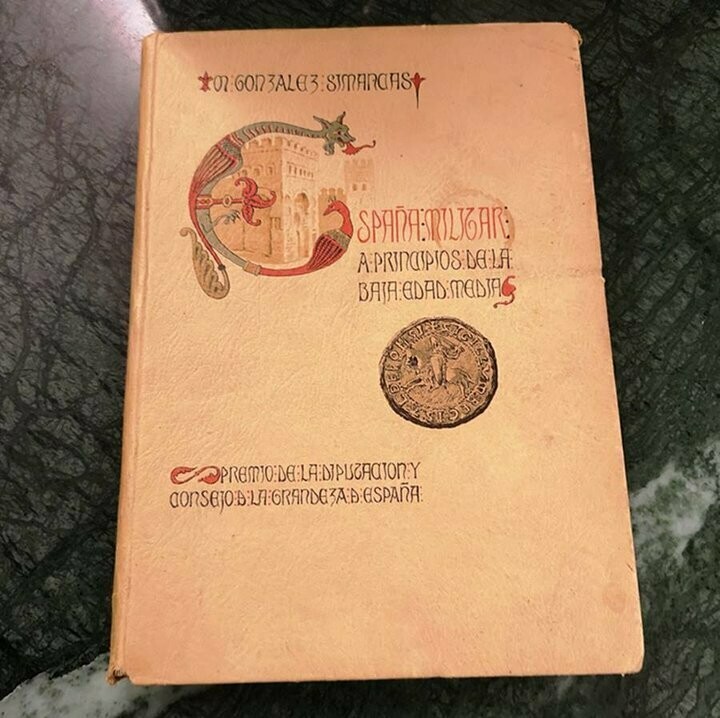 M·GONZALEZ·SIMANCAS
ESPAÑA:MILITAR:
A·PRINCIPIOS:DE:LA
BAJA:EDAD:MEDIA
PREMIO:DE:LA:DIPUTACION:Y
CONSEJO:D:LA:GRANDEZA:D:ESPAÑA: